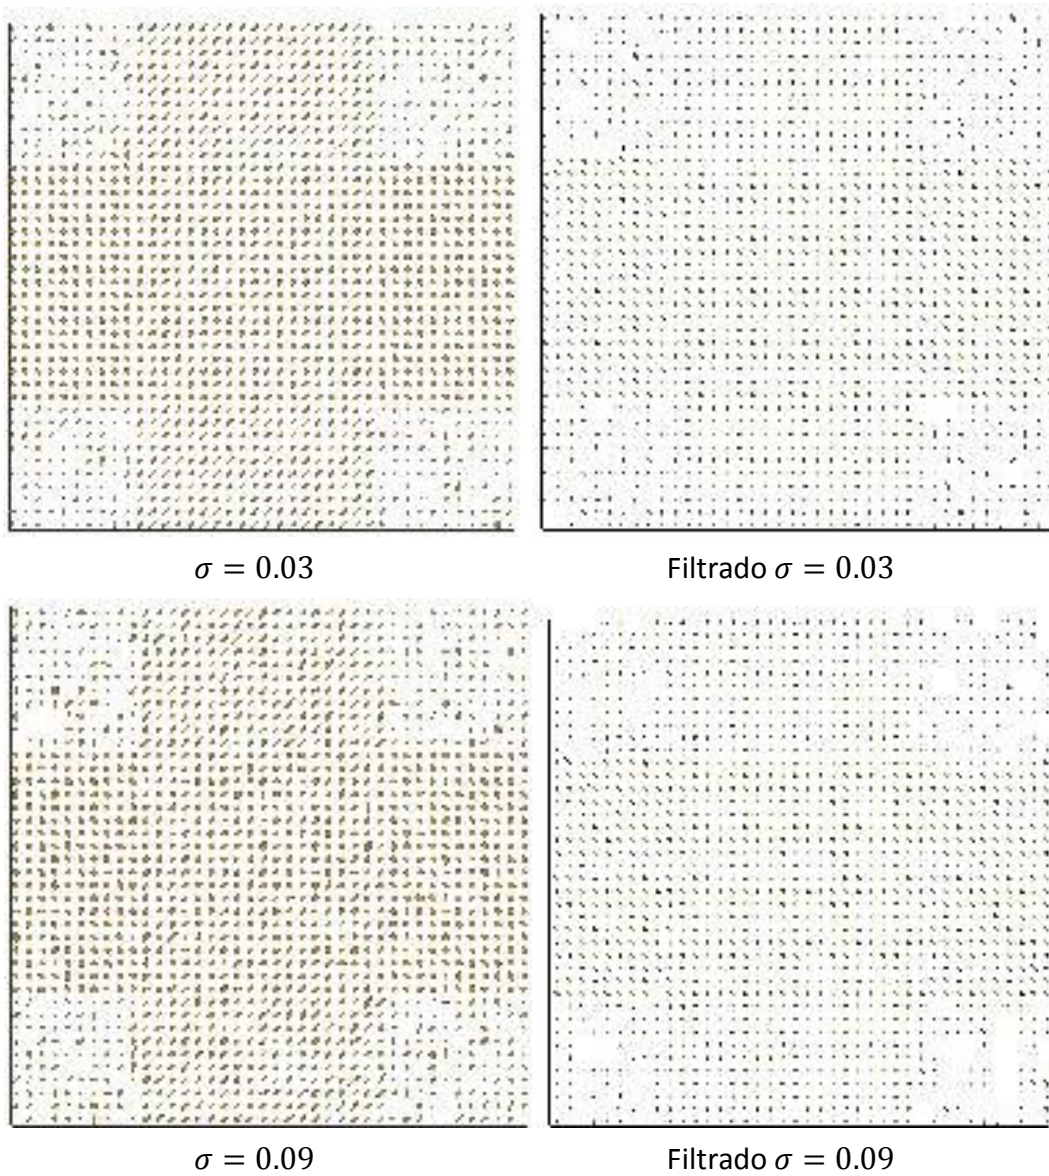 σ = 0.03
Filtrado σ = 0.03
σ = 0.09
Filtrado σ = 0.09